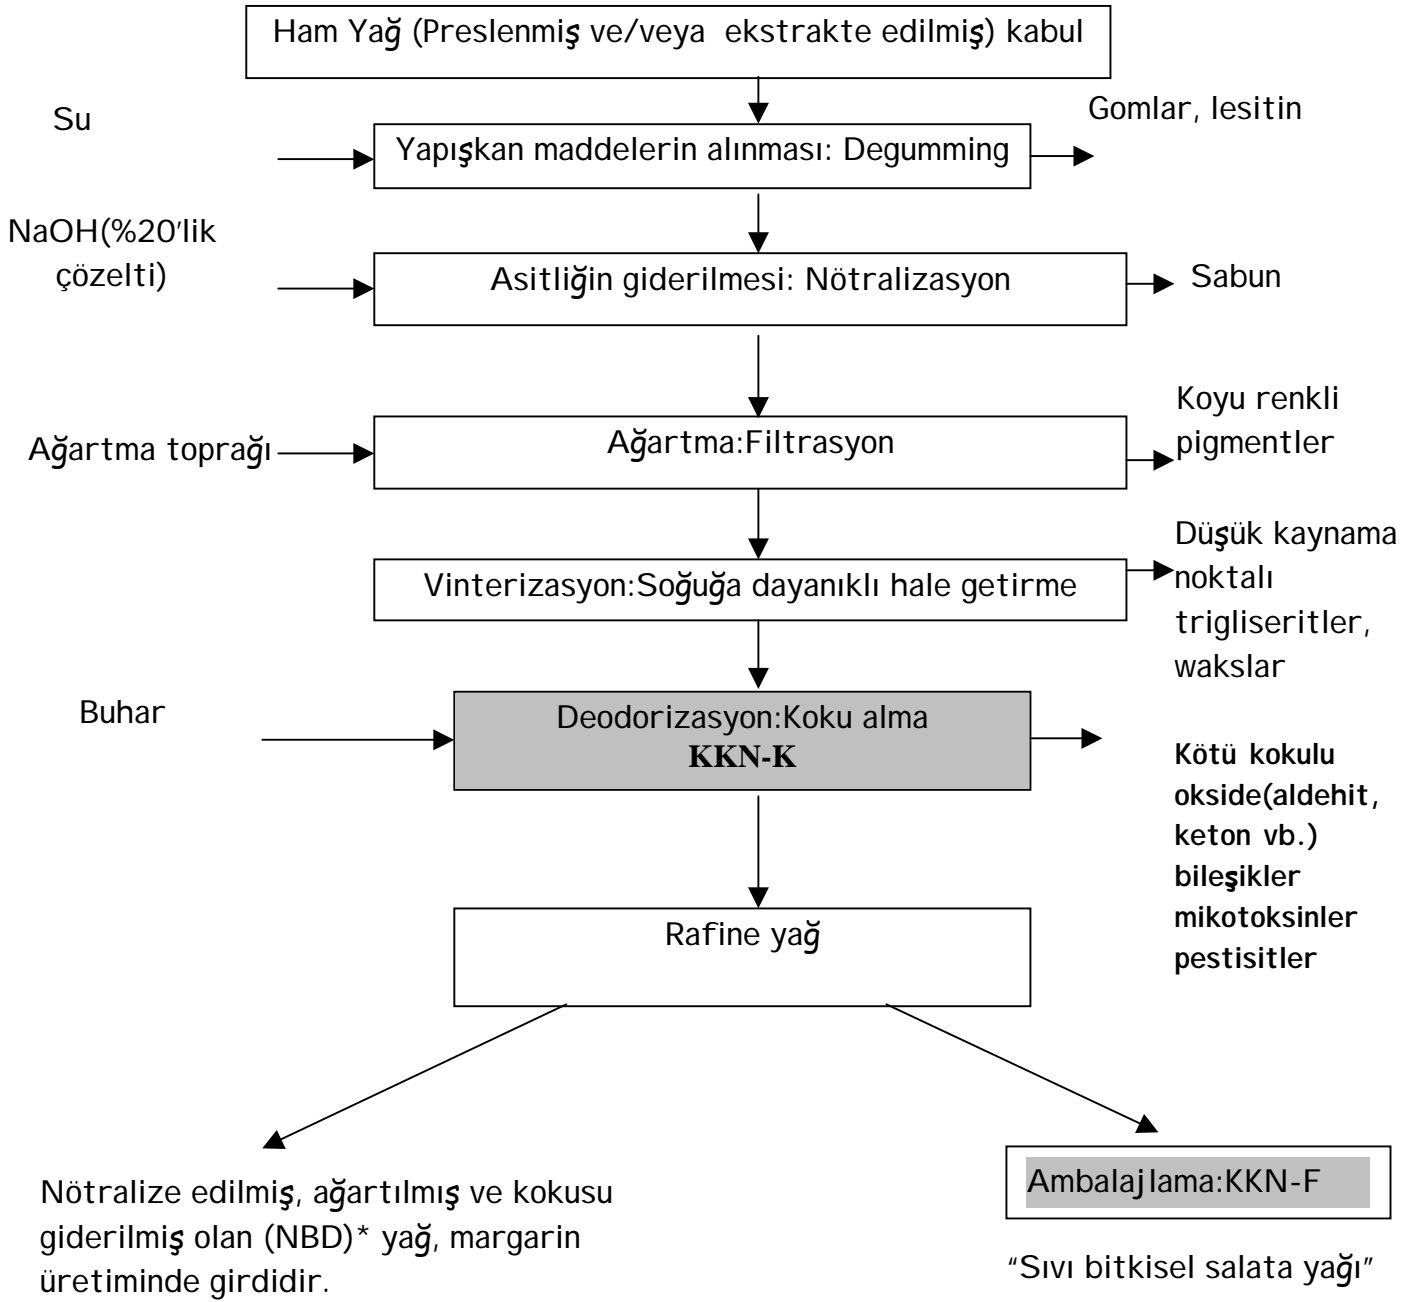 Ham Yağ (Preslenmiş ve/veya ekstrakte edilmiş) kabul
Su
Gomlar, lesitin
Yapışkan maddelerin alınması: Degumming
NaOH(%20'lik
çözelti)
Asitliğin giderilmesi: Nötralizasyon
Sabun
Koyu renkli
pigmentler
Ağartma toprağı
Ağartma:Filtrasyon
Düşük kaynama
noktalı
trigliseritler,
wakslar
Vinterizasyon:Soğuğa dayanıklı hale getirme
Buhar
Deodorizasyon:Koku alma
KKN-K
Kötü kokulu
okside(aldehit,
keton vb.)
bileşikler
mikotoksinler
pestisitler
Rafine yağ
Nötralize edilmiş, ağartılmış ve kokusu
giderilmiş olan (NBD)* yağ, margarin
üretiminde girdidir.
Ambalajlama:KKN-F
“Sıvı bitkisel salata yağı”